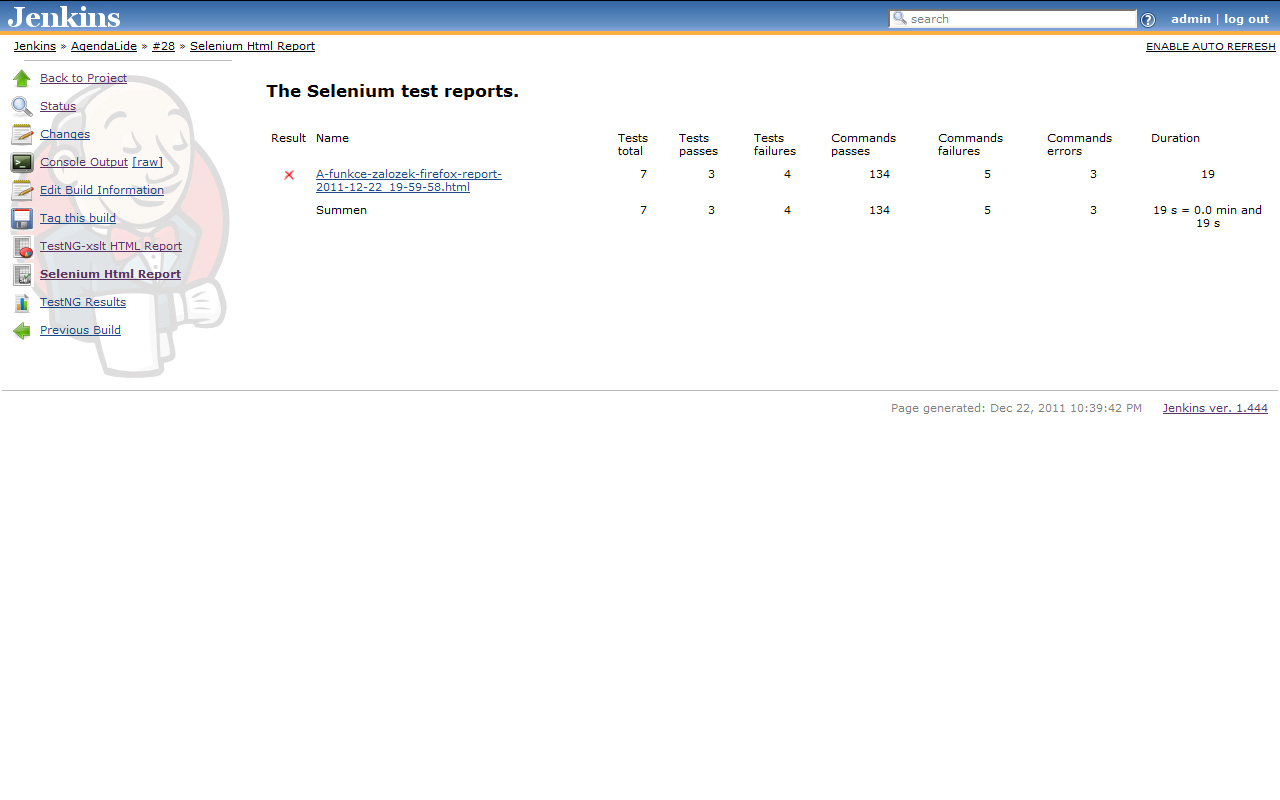 Jenkins
search
admin | log out
Jenkins » AgendaLide » #28 » Selenium Html Report
ENABLE AUTO REFRESH
Back to Project
Status
Changes
Console Output [raw]
Edit Build Information
Tag this build
TestNG-xslt HTML Report
Selenium Html Report
TestNG Results
Previous Build
The Selenium test reports.
Result Name Tests total Tests passes Tests failures Commands passes Commands failures Commands errors Duration
A-funkce-zalozek-firefox-report-
2011-12-22_19-59-58.html
7 3 4 134 5 3 19
Summen 7 3 4 134 5 3 19 s = 0.0 min and
19 s
Page generated: Dec 22, 2011 10:39:42 PM Jenkins ver. 1.444